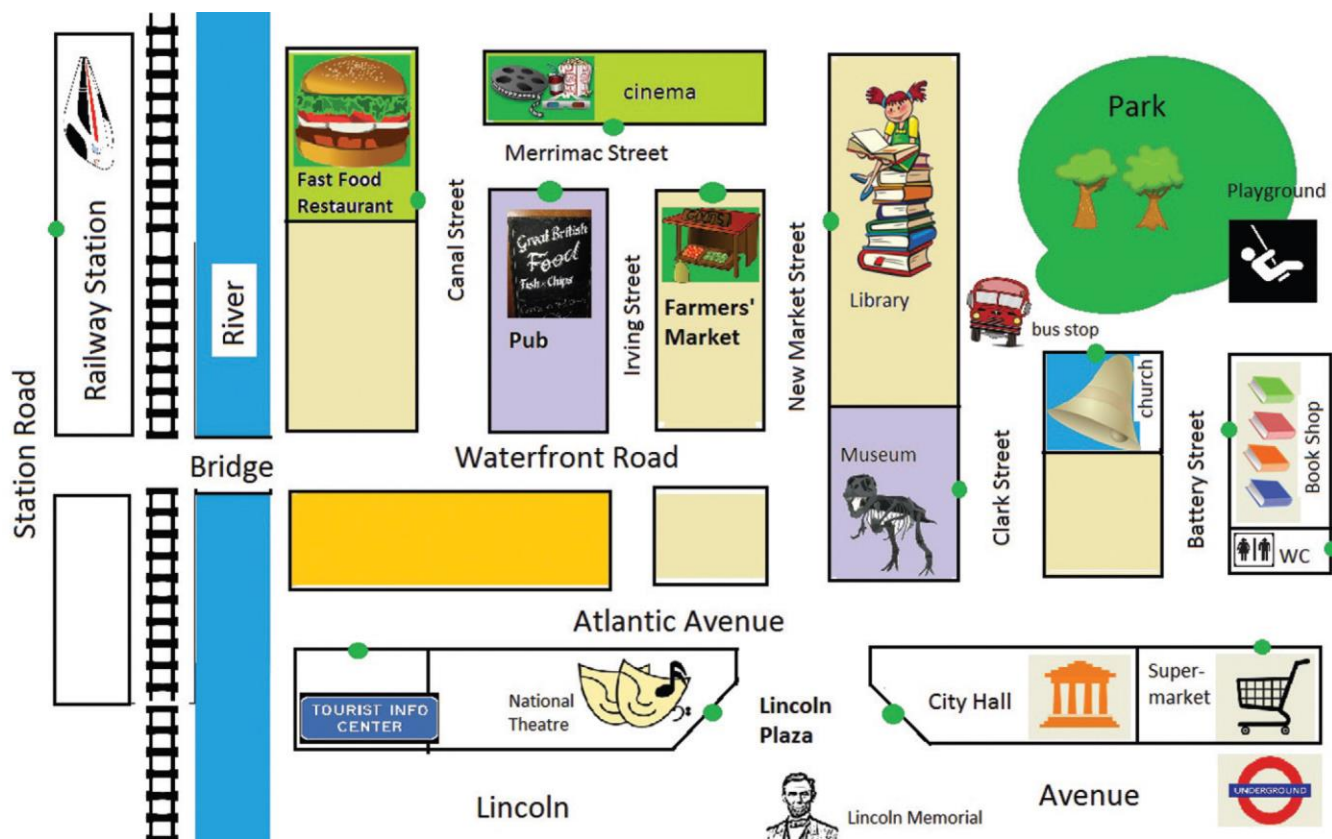 Railway Station
Station Road
River
Bridge
Fast Food
Restaurant
Canal Street
cinema
Merrimac Street
Great British
Food
Fish & Chips
Pub
Irving Street
Farmers'
Market
New Market Street
Library
Museum
Park
Playground
bus stop
church
Clark Street
Battery Street
Book Shop
WC
Waterfront Road
Atlantic Avenue
TOURIST INFO
CENTER
National
Theatre
Lincoln
Plaza
City Hall
Super-
market
Lincoln
Lincoln Memorial
Avenue
UNDERGROUND